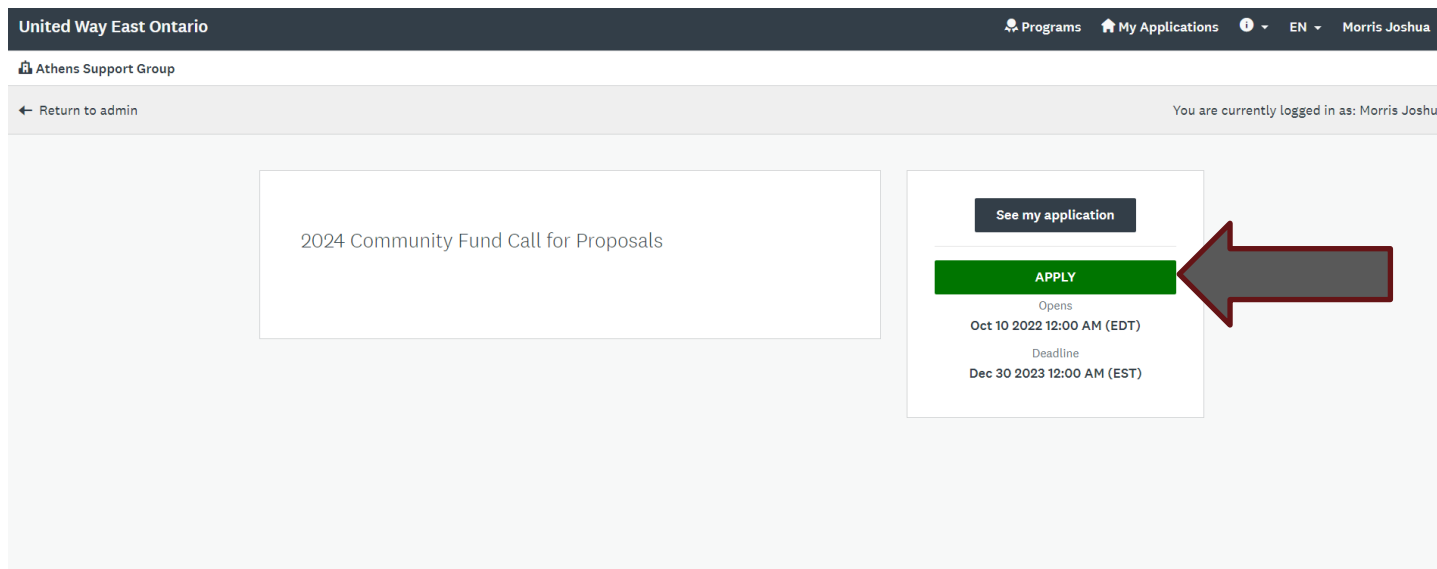 United Way East Ontario
Programs My Applications EN Morris Joshua
Athens Support Group
Return to admin
You are currently logged in as: Morris Joshu
2024 Community Fund Call for Proposals
See my application
APPLY
Opens
Oct 10 2022 12:00 AM (EDT)
Deadline
Dec 30 2023 12:00 AM (EST)